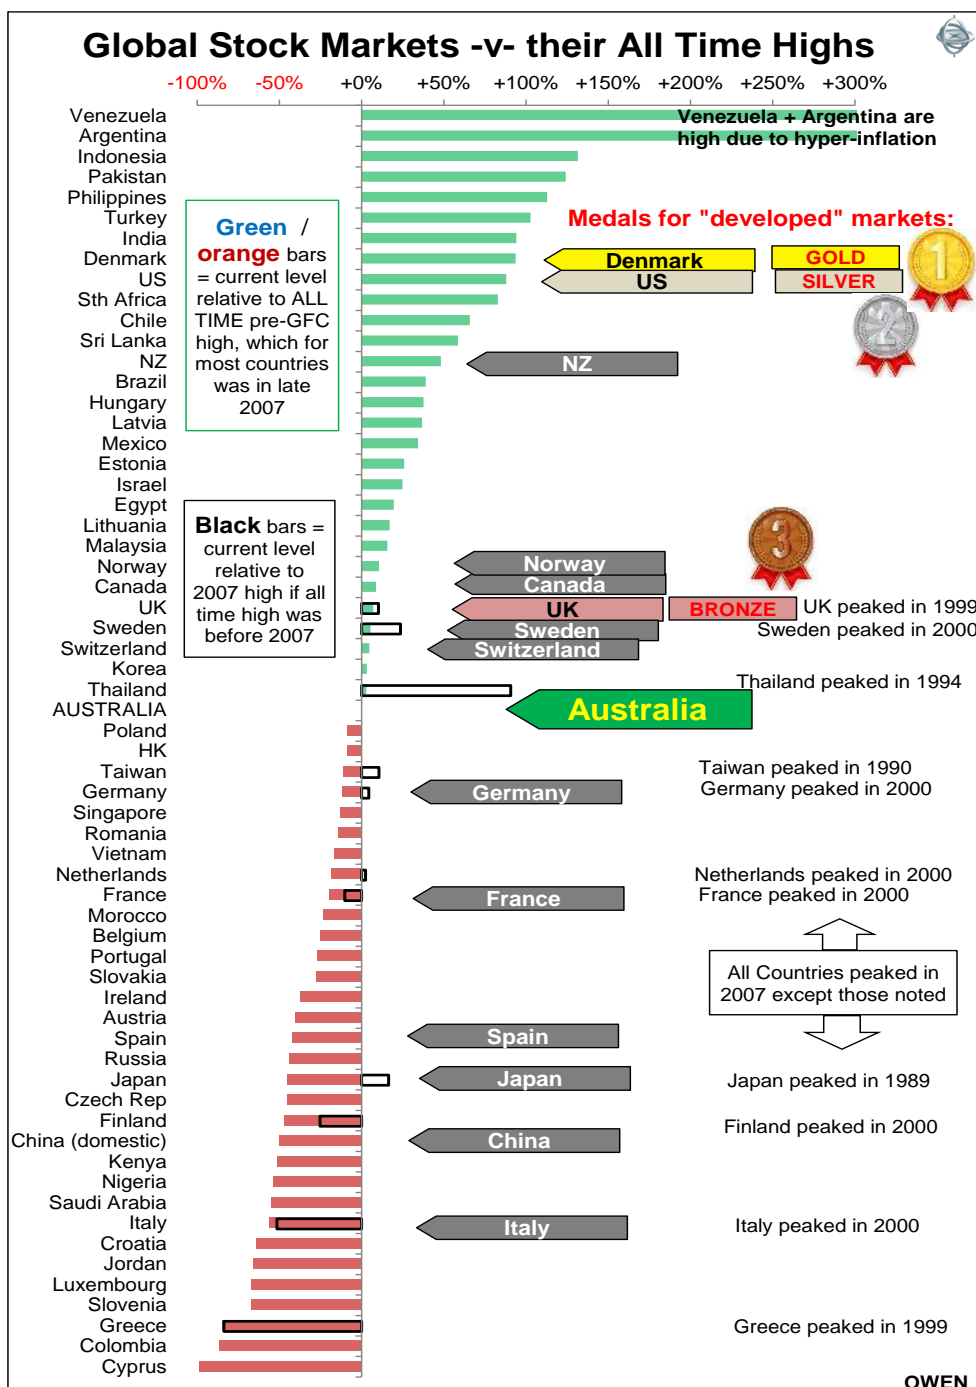 Global Stock Markets -v- their All Time Highs
-100% -50% +0% +50% +100% +150% +200% +250% +300%
Venezuela
Venezuela + Argentina are
Argentina
high due to hyper-inflation
Indonesia
Pakistan
Philippines
Turkey
Medals for "developed" markets:
India
Denmark
Denmark GOLD 1
US
US SILVER
Sth Africa
Chile
2
Sri Lanka
NZ
NZ
Brazil
Hungary
Latvia
Mexico
Estonia
Israel
Egypt
Lithuania
Malaysia
Norway
Norway
3
Canada
Canada
UK
UK BRONZE UK peaked in 1999
Sweden
Sweden Sweden peaked in 2000
Switzerland
Switzerland
Korea
Thailand
Thailand peaked in 1994
AUSTRALIA
Australia
Poland
HK
Taiwan
Taiwan peaked in 1990
Germany
Germany Germany peaked in 2000
Singapore
Romania
Vietnam
Netherlands
Netherlands peaked in 2000
France
France France peaked in 2000
Morocco
Belgium
Portugal
Slovakia
Ireland
Austria
Spain
Spain
Russia
Japan
Japan Japan peaked in 1989
Czech Rep
Finland
Finland peaked in 2000
China (domestic)
China
Kenya
Nigeria
Saudi Arabia
Italy
Italy Italy peaked in 2000
Croatia
Jordan
Luxembourg
Slovenia
Greece
Greece peaked in 1999
Colombia
Cyprus
Green / 
orange bars
= current level
relative to ALL
TIME pre-GFC
high, which for
most countries
was in late
2007
Black bars =
current level
relative to
2007 high if all
time high was
before 2007
All Countries peaked in
2007 except those noted
OWEN